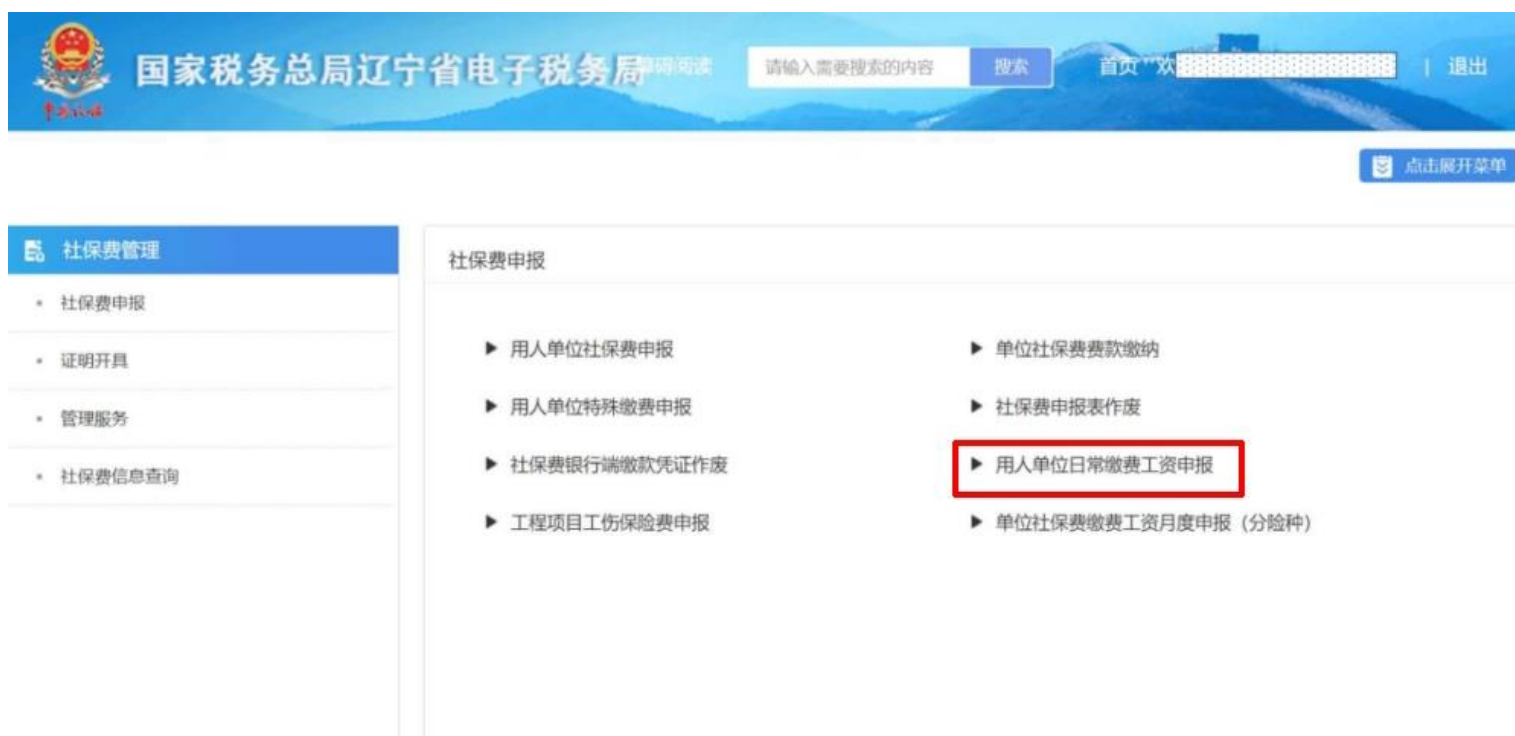 国家税务总局辽宁省电子税务局
碍阅读
请输入需要搜索的内容
搜索
首页
欢
|
退出
中国税务
点击展开菜单
社保费管理
社保费申报
证明开具
管理服务
社保费信息查询
社保费申报
▶ 用人单位社保费申报
▶ 单位社保费费款缴纳
▶ 用人单位特殊缴费申报
▶ 社保费申报表作废
▶ 社保费银行端缴款凭证作废
▶ 用人单位日常缴费工资申报
▶ 工程项目工伤保险费申报
▶ 单位社保费缴费工资月度申报（分险种）